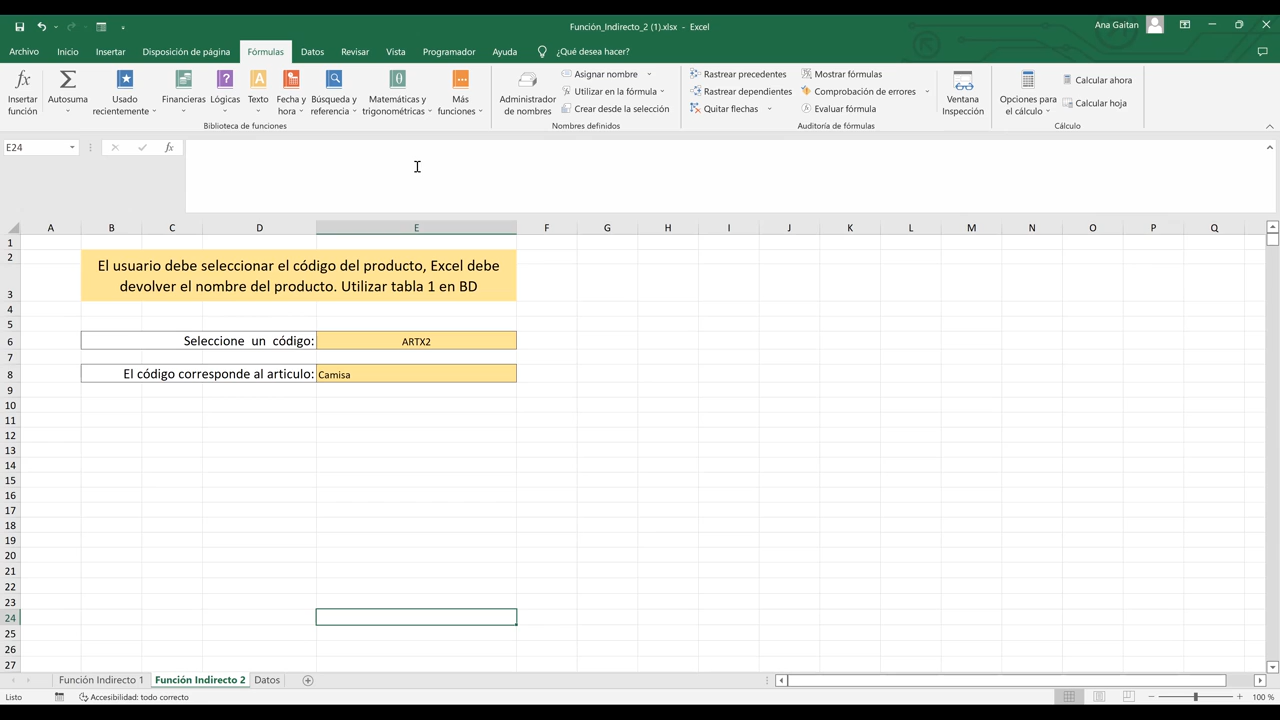 Función_Indirecto_2 (1).xlsx - Excel
Ana Gaitan
Archivo Inicio Insertar Disposición de página Fórmulas Datos Revisar Vista Programador Ayuda ¿Qué desea hacer?
Insertar función
Autosuma
Usado recientemente
Financieras
Lógicas
Texto
Fecha y hora
Búsqueda y referencia
Matemáticas y trigonométricas
Más funciones
Biblioteca de funciones
Administrador de nombres
Asignar nombre
Utilizar en la fórmula
Crear desde la selección
Nombres definidos
Rastrear precedentes
Rastrear dependientes
Quitar flechas
Mostrar fórmulas
Comprobación de errores
Evaluar fórmula
Auditoría de fórmulas
Ventana Inspección
Opciones para el cálculo
Calcular ahora
Calcular hoja
Cálculo
E24
fx
A B C D E F G H I J K L M N O P Q
1
2
El usuario debe seleccionar el código del producto, Excel debe
devolver el nombre del producto. Utilizar tabla 1 en BD
3
4
5
6 Seleccione un código: ARTX2
7
8 El código corresponde al articulo: Camisa
9
10
11
12
13
14
15
16
17
18
19
20
21
22
23
24
25
26
27
Función Indirecto 1 Función Indirecto 2 Datos
Listo Accesibilidad: todo correcto 100 %